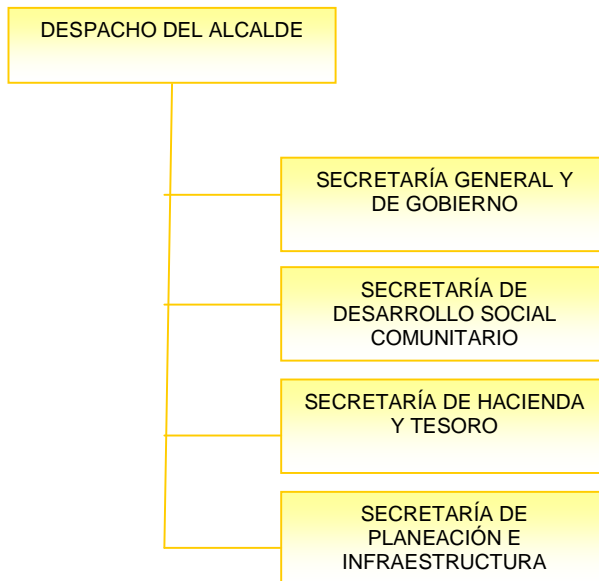 DESPACHO DEL ALCALDE
SECRETARÍA GENERAL Y
DE GOBIERNO
SECRETARÍA DE
DESARROLLO SOCIAL
COMUNITARIO
SECRETARÍA DE HACIENDA
Y TESORO
SECRETARÍA DE
PLANEACIÓN E
INFRAESTRUCTURA